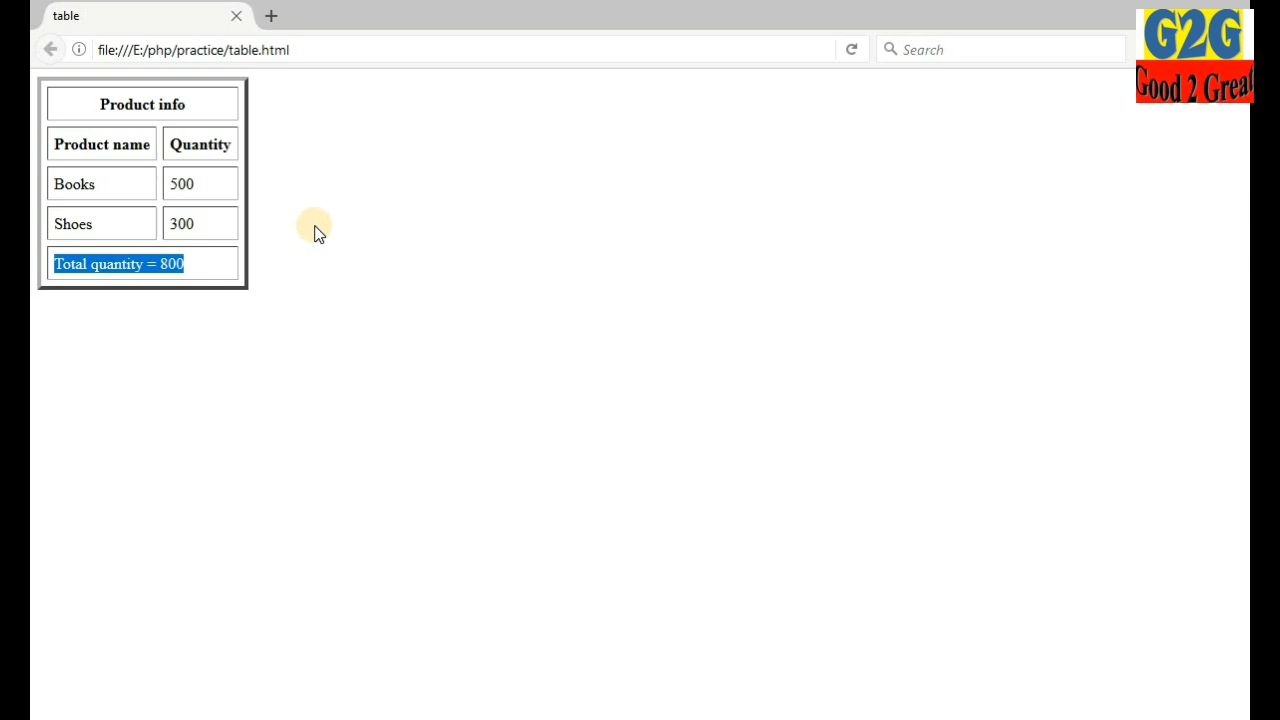 table
file:///E:/php/practice/table.html
Search
G2G
Good 2 Great
Product info
Product name Quantity
Books 500
Shoes 300
Total quantity = 800